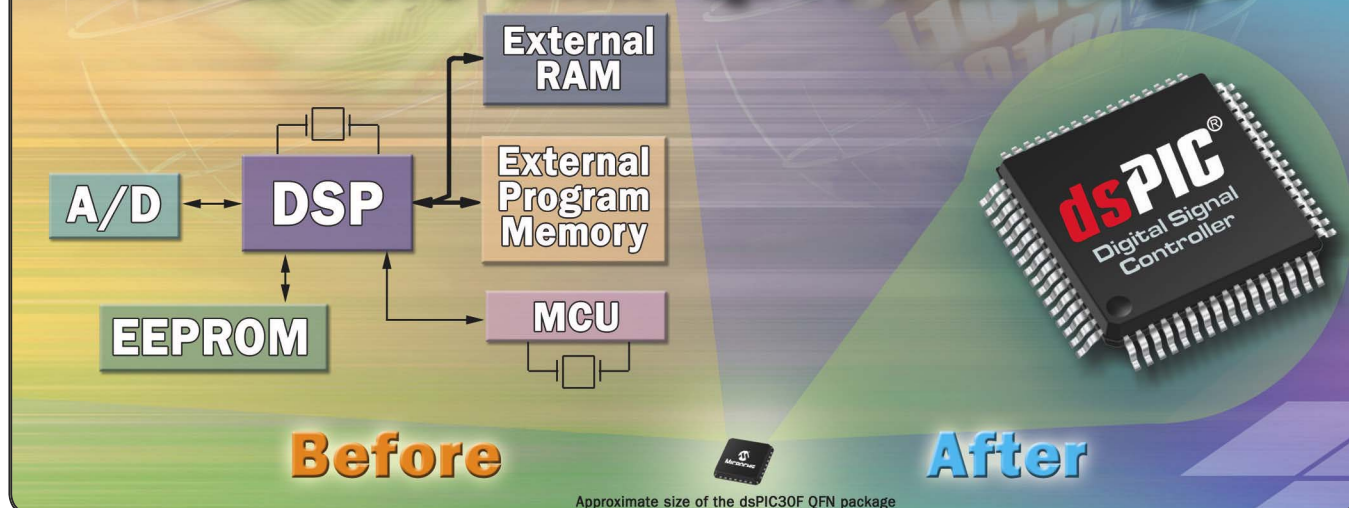 External
RAM
A/D
DSP
External
Program
Memory
EEPROM
MCU
dsPIC®
Digital Signal
Controller
Before
MICROCHIP
After
Approximate size of the dsPIC30F QFN package